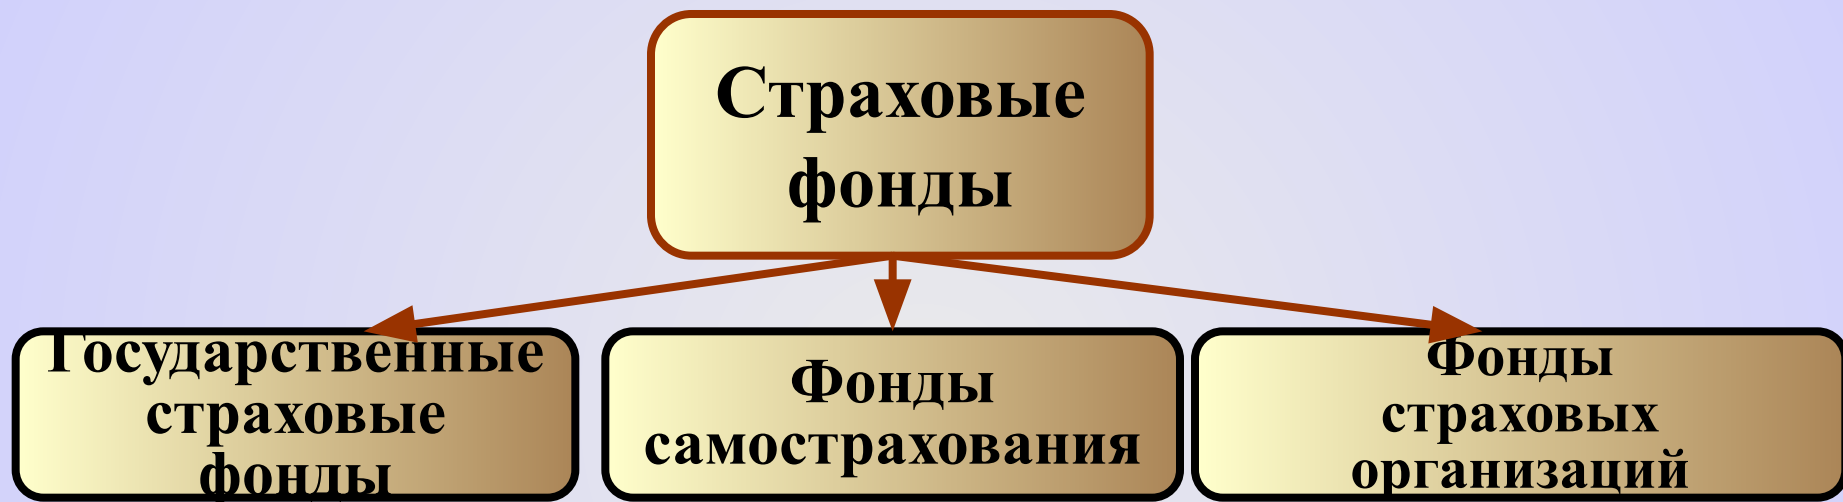 Страховые
фонды
Государственные
страховые
фонды
Фонды
самострахования
Фонды
страховых
организаций